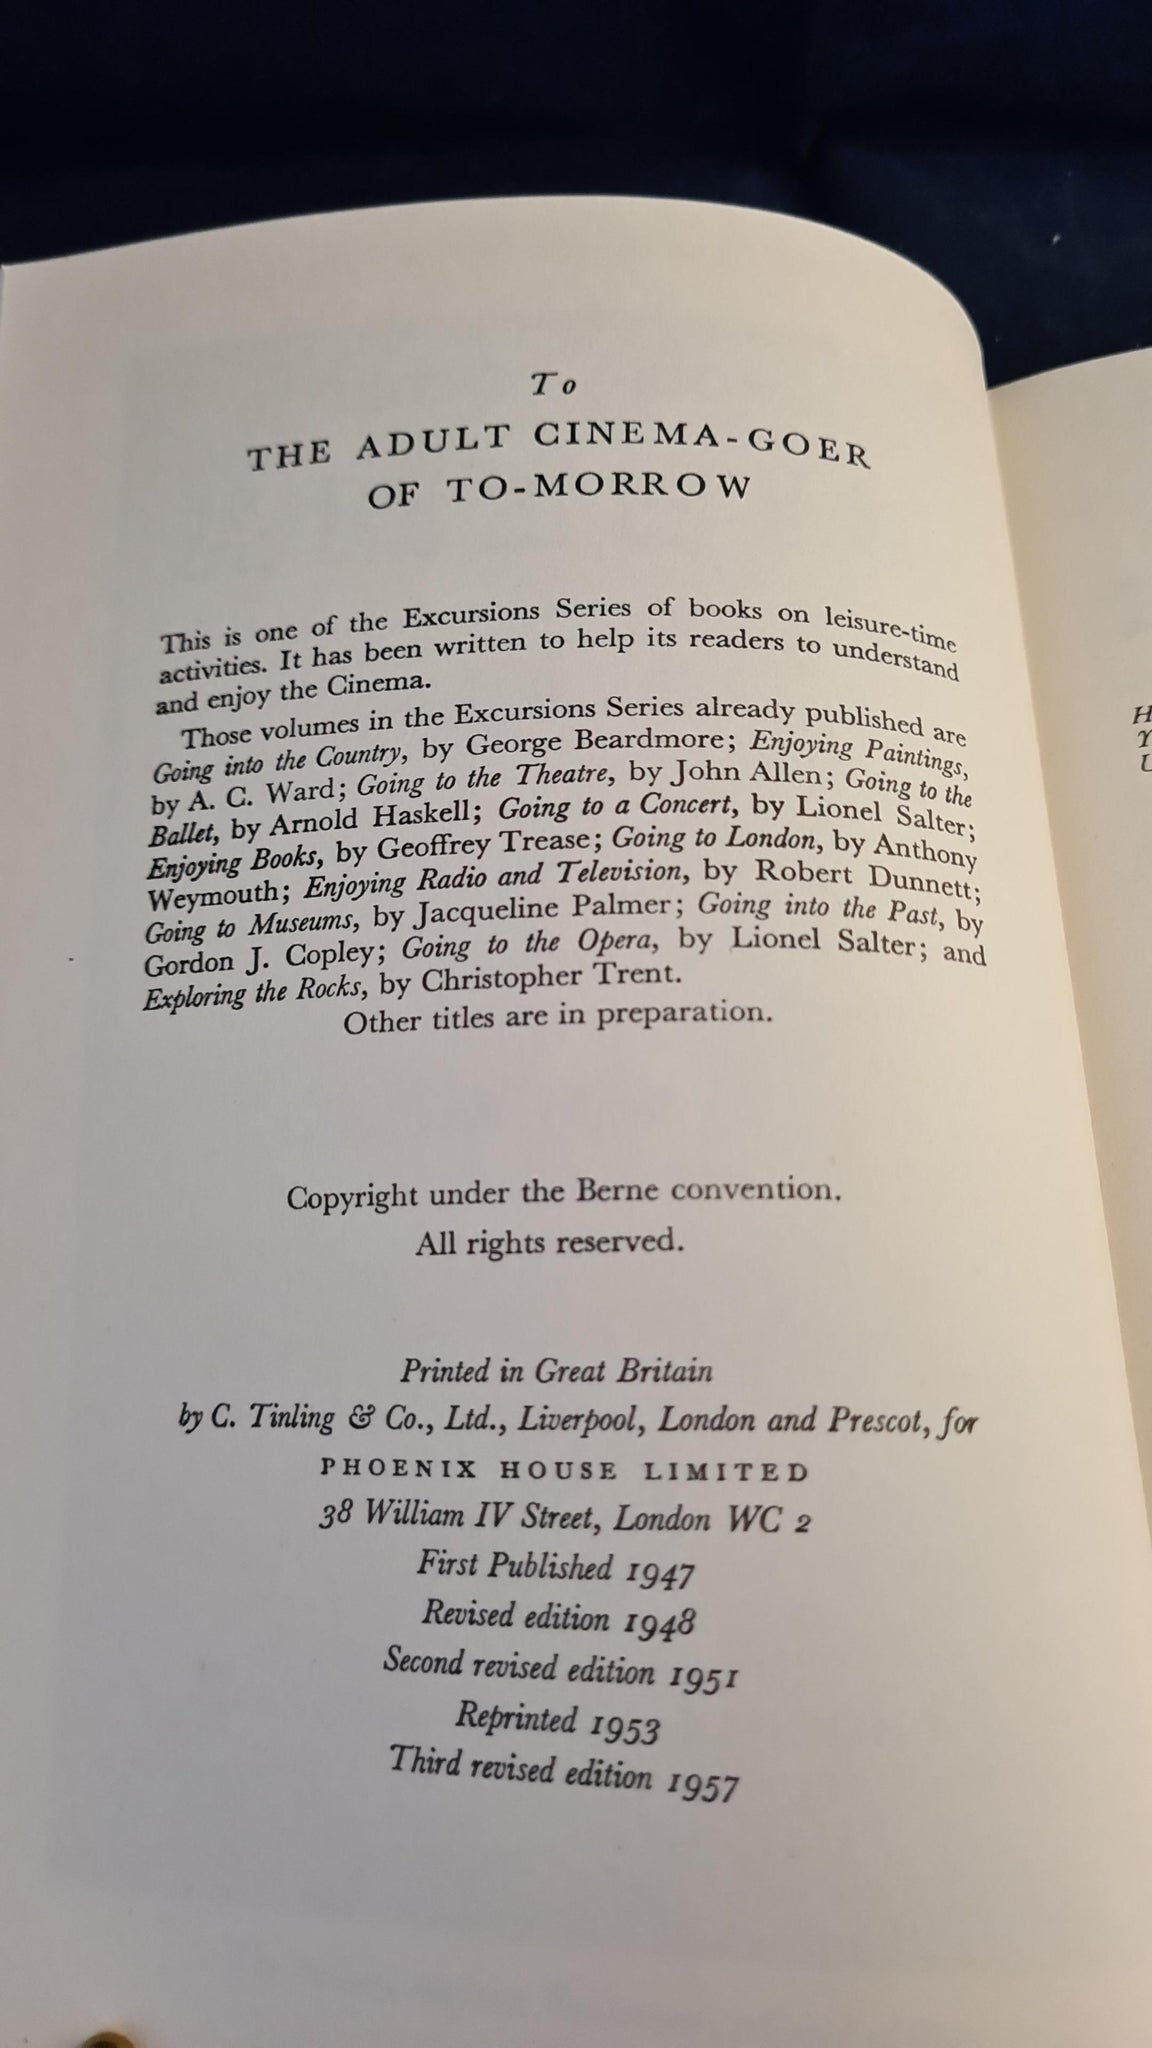 To
THE ADULT CINEMA-GOER
OF TO-MORROW
This is one of the Excursions Series of books on leisure-time
activities. It has been written to help its readers to understand
and enjoy the Cinema.
Those volumes in the Excursions Series already published are
Going into the Country, by George Beardmore; Enjoying Paintings,
by A. C. Ward; Going to the Theatre, by John Allen; Going to the
Ballet, by Arnold Haskell; Going to a Concert, by Lionel Salter;
Enjoying Books, by Geoffrey Trease; Going to London, by Anthony
Weymouth; Enjoying Radio and Television, by Robert Dunnett;
Going to Museums, by Jacqueline Palmer; Going into the Past, by
Gordon J. Copley; Going to the Opera, by Lionel Salter; and
Exploring the Rocks, by Christopher Trent.
Other titles are in preparation.
Copyright under the Berne convention.
All rights reserved.
Printed in Great Britain
by C. Tinling & Co., Ltd., Liverpool, London and Prescot, for
PHOENIX HOUSE LIMITED
38 William IV Street, London WC 2
First Published 1947
Revised edition 1948
Second revised edition 1951
Reprinted 1953
Third revised edition 1957